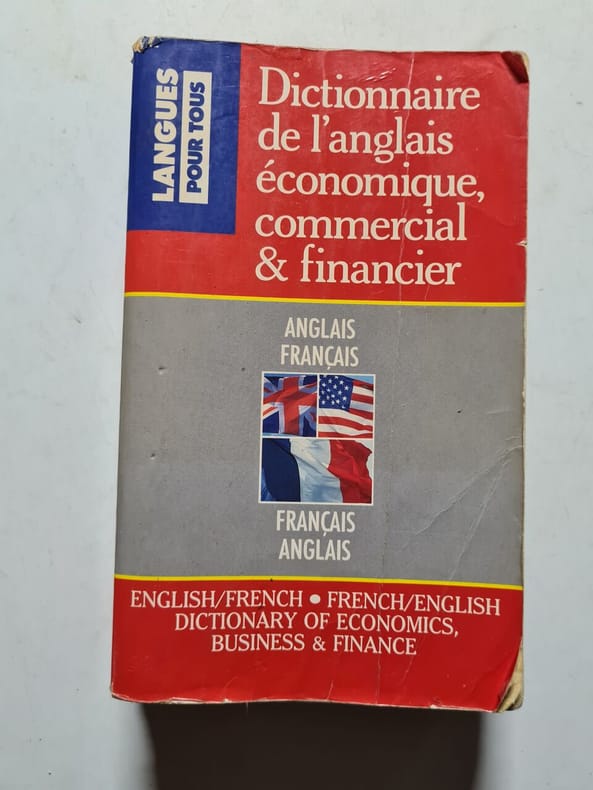 LANGUES
POUR TOUS
Dictionnaire
de l'anglais
économique,
commercial
& financier
ANGLAIS
FRANÇAIS
FRANÇAIS
ANGLAIS
ENGLISH/FRENCH • FRENCH/ENGLISH
DICTIONARY OF ECONOMICS,
BUSINESS & FINANCE